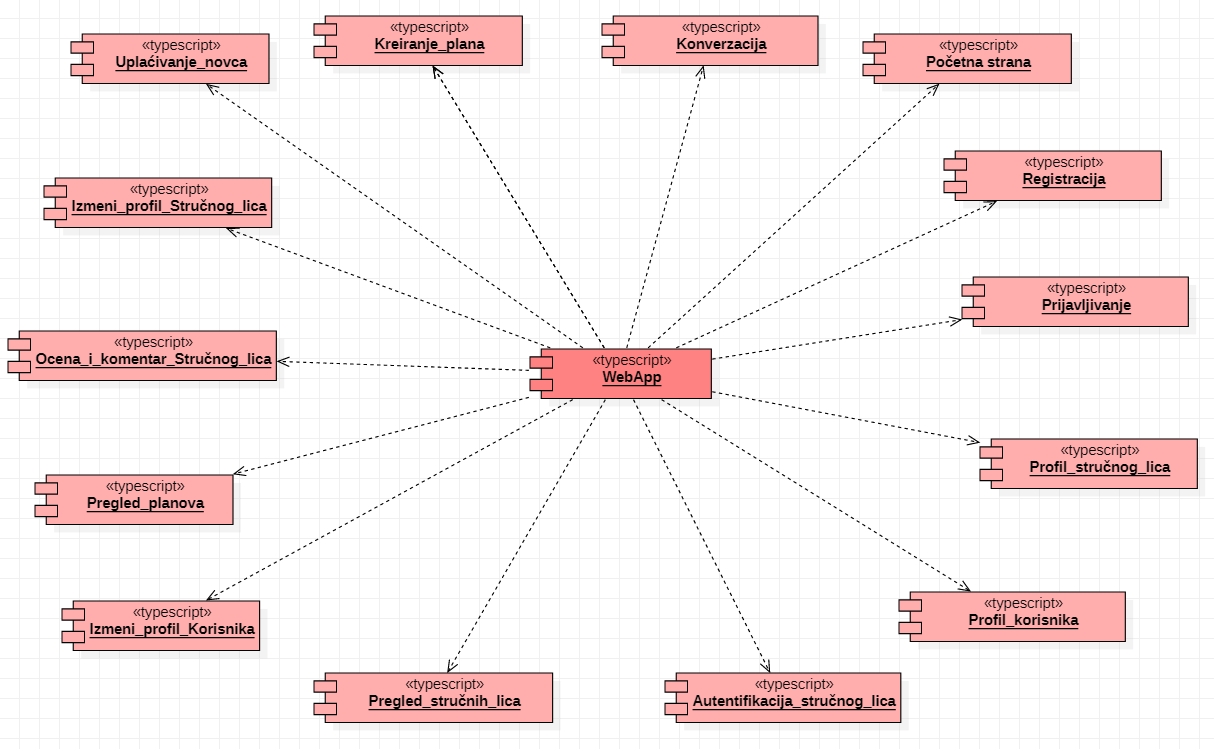 «typescript»
Kreiranje_plana
«typescript»
Konverzacija
«typescript»
Uplaćivanje_novca
«typescript»
Početna strana
«typescript»
Registracija
«typescript»
Izmeni_profil_Stručnog_lica
«typescript»
Prijavljivanje
«typescript»
Ocena_i_komentar_Stručnog_lica
«typescript»
WebApp
«typescript»
Profil_stručnog_lica
«typescript»
Pregled_planova
«typescript»
Profil_korisnika
«typescript»
Izmeni_profil_Korisnika
«typescript»
Pregled_stručnih_lica
«typescript»
Autentifikacija_stručnog_lica